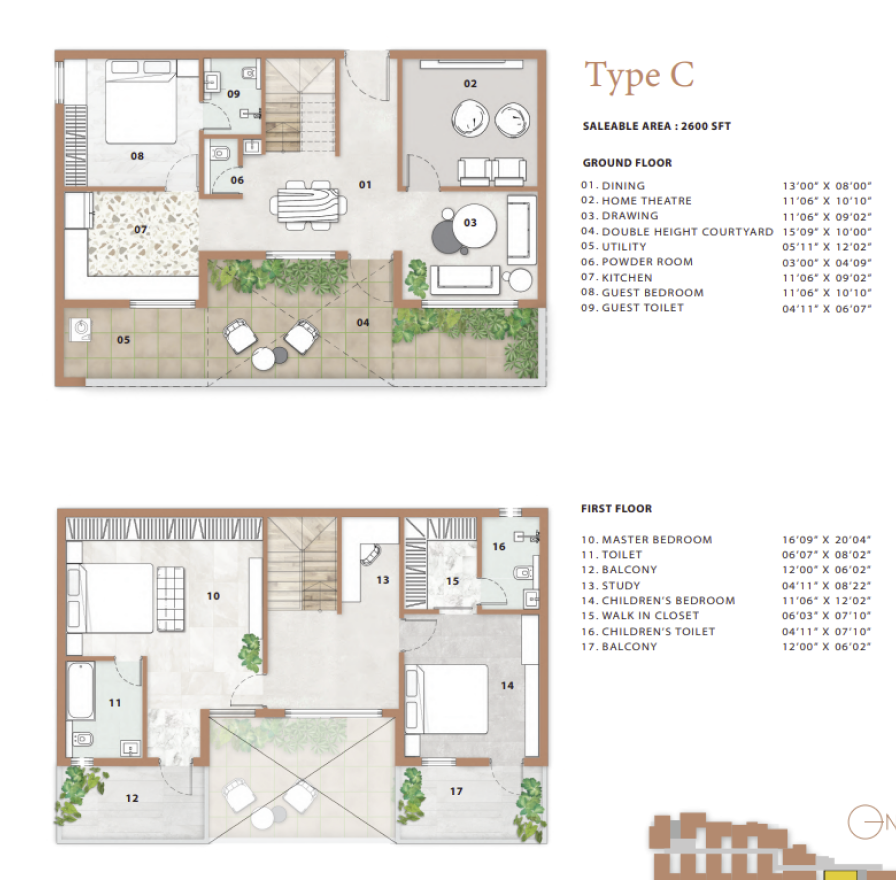 Type C
SALEABLE AREA : 2600 SFT
GROUND FLOOR
01. DINING 13'00" X 08'00"
02. HOME THEATRE 11'06" X 10'10"
03. DRAWING 11'06" X 09'02"
04. DOUBLE HEIGHT COURTYARD 15'09" X 10'00"
05. UTILITY 05'11" X 12'02"
06. POWDER ROOM 03'00" X 04'09"
07. KITCHEN 11'06" X 09'02"
08. GUEST BEDROOM 11'06" X 10'10"
09. GUEST TOILET 04'11" X 06'07"
02
09
08
06
01
07
03
04
05
FIRST FLOOR
10. MASTER BEDROOM 16'09" X 20'04"
11. TOILET 06'07" X 08'02"
12. BALCONY 12'00" X 06'02"
13. STUDY 04'11" X 08'22"
14. CHILDREN'S BEDROOM 11'06" X 12'02"
15. WALK IN CLOSET 06'03" X 07'10"
16. CHILDREN'S TOILET 04'11" X 07'10"
17. BALCONY 12'00" X 06'02"
16
13
15
10
14
11
12
17
N